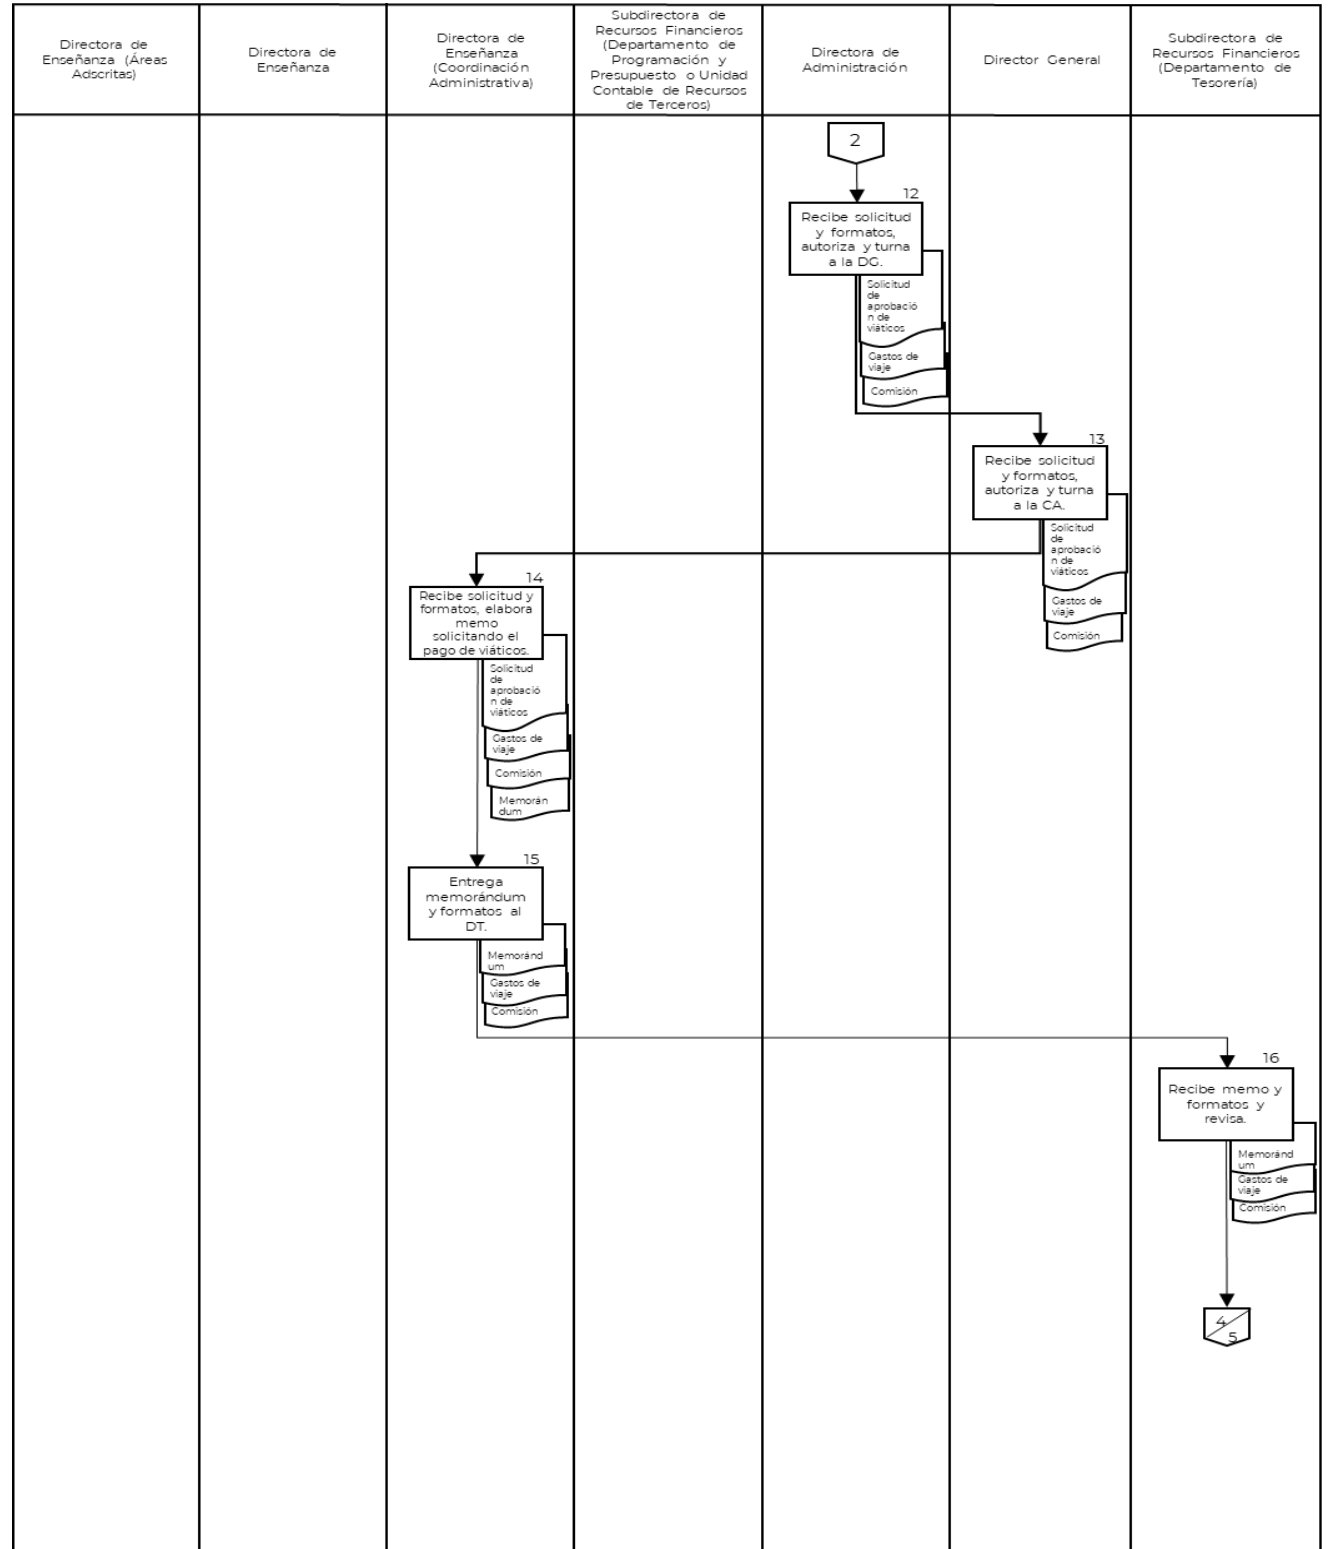 Directora de
Enseñanza (Áreas
Adscritas)
Directora de
Enseñanza
Directora de
Enseñanza
(Coordinación
Administrativa)
Subdirectora de
Recursos Financieros
(Departamento de
Programación y
Presupuesto o Unidad
Contable de Recursos
de Terceros)
Directora de
Administración
Director General
Subdirectora de
Recursos Financieros
(Departamento de
Tesorería)
2
12
Recibe solicitud
y formatos,
autoriza y turna
a la DG.
Solicitud
de
aprobació
n de
viáticos
Gastos de
viaje
Comisión
13
Recibe solicitud
y formatos,
autoriza y turna
a la CA.
Solicitud
de
aprobació
n de
viáticos
Gastos de
viaje
Comisión
14
Recibe solicitud y
formatos, elabora
memo
solicitando el
pago de viáticos.
Solicitud
de
aprobació
n de
viáticos
Gastos de
viaje
Comisión
Memorán
dum
15
Entrega
memorándum
y formatos al
DT.
Memoránd
um
Gastos de
viaje
Comisión
16
Recibe memo y
formatos y
revisa.
Memoránd
um
Gastos de
viaje
Comisión
4
5